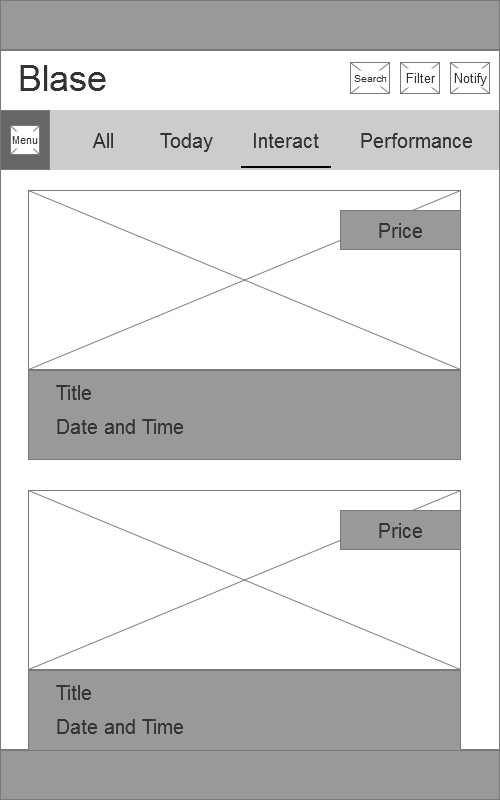 Blase
Search Filter Notify
Menu All Today Interact Performance
Price
Title
Date and Time
Price
Title
Date and Time